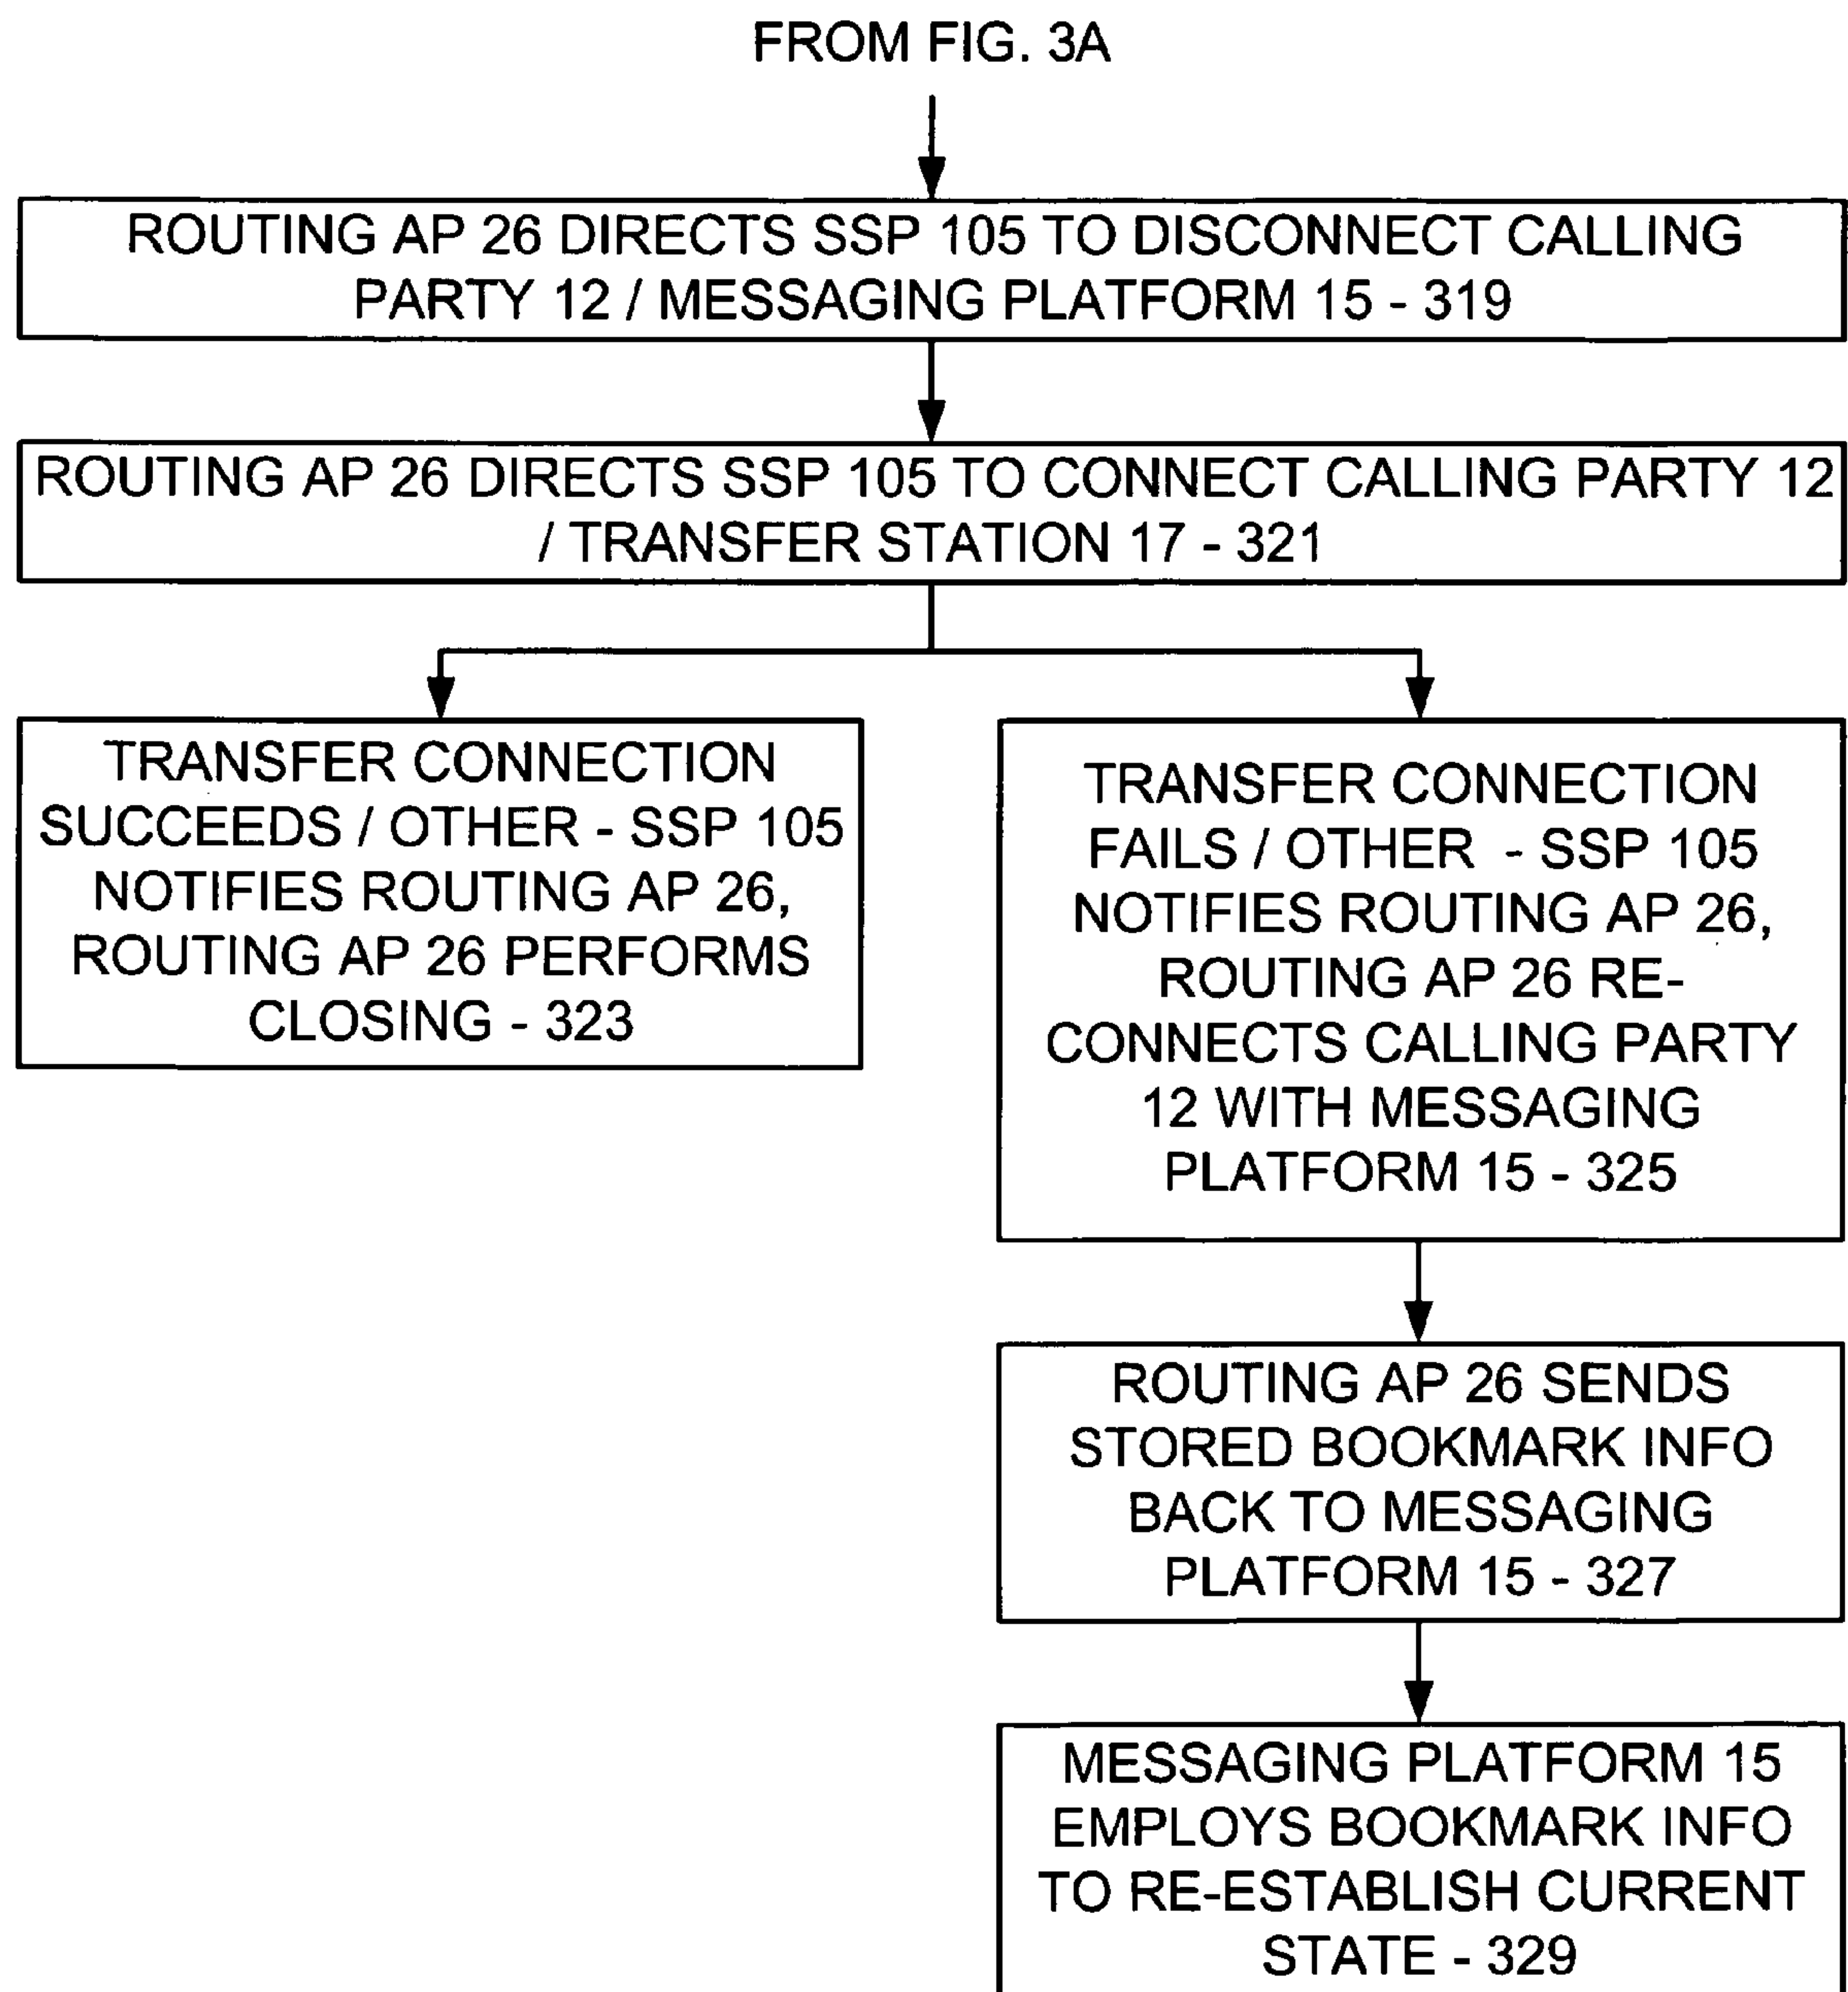 FROM FIG. 3A
ROUTING AP 26 DIRECTS SSP 105 TO DISCONNECT CALLING
PARTY 12 / MESSAGING PLATFORM 15 - 319
ROUTING AP 26 DIRECTS SSP 105 TO CONNECT CALLING PARTY 12
/ TRANSFER STATION 17 - 321
TRANSFER CONNECTION
SUCCEEDS / OTHER - SSP 105
NOTIFIES ROUTING AP 26,
ROUTING AP 26 PERFORMS
CLOSING - 323
TRANSFER CONNECTION
FAILS / OTHER - SSP 105
NOTIFIES ROUTING AP 26,
ROUTING AP 26 RE-
CONNECTS CALLING PARTY
12 WITH MESSAGING
PLATFORM 15 - 325
ROUTING AP 26 SENDS
STORED BOOKMARK INFO
BACK TO MESSAGING
PLATFORM 15 - 327
MESSAGING PLATFORM 15
EMPLOYS BOOKMARK INFO
TO RE-ESTABLISH CURRENT
STATE - 329